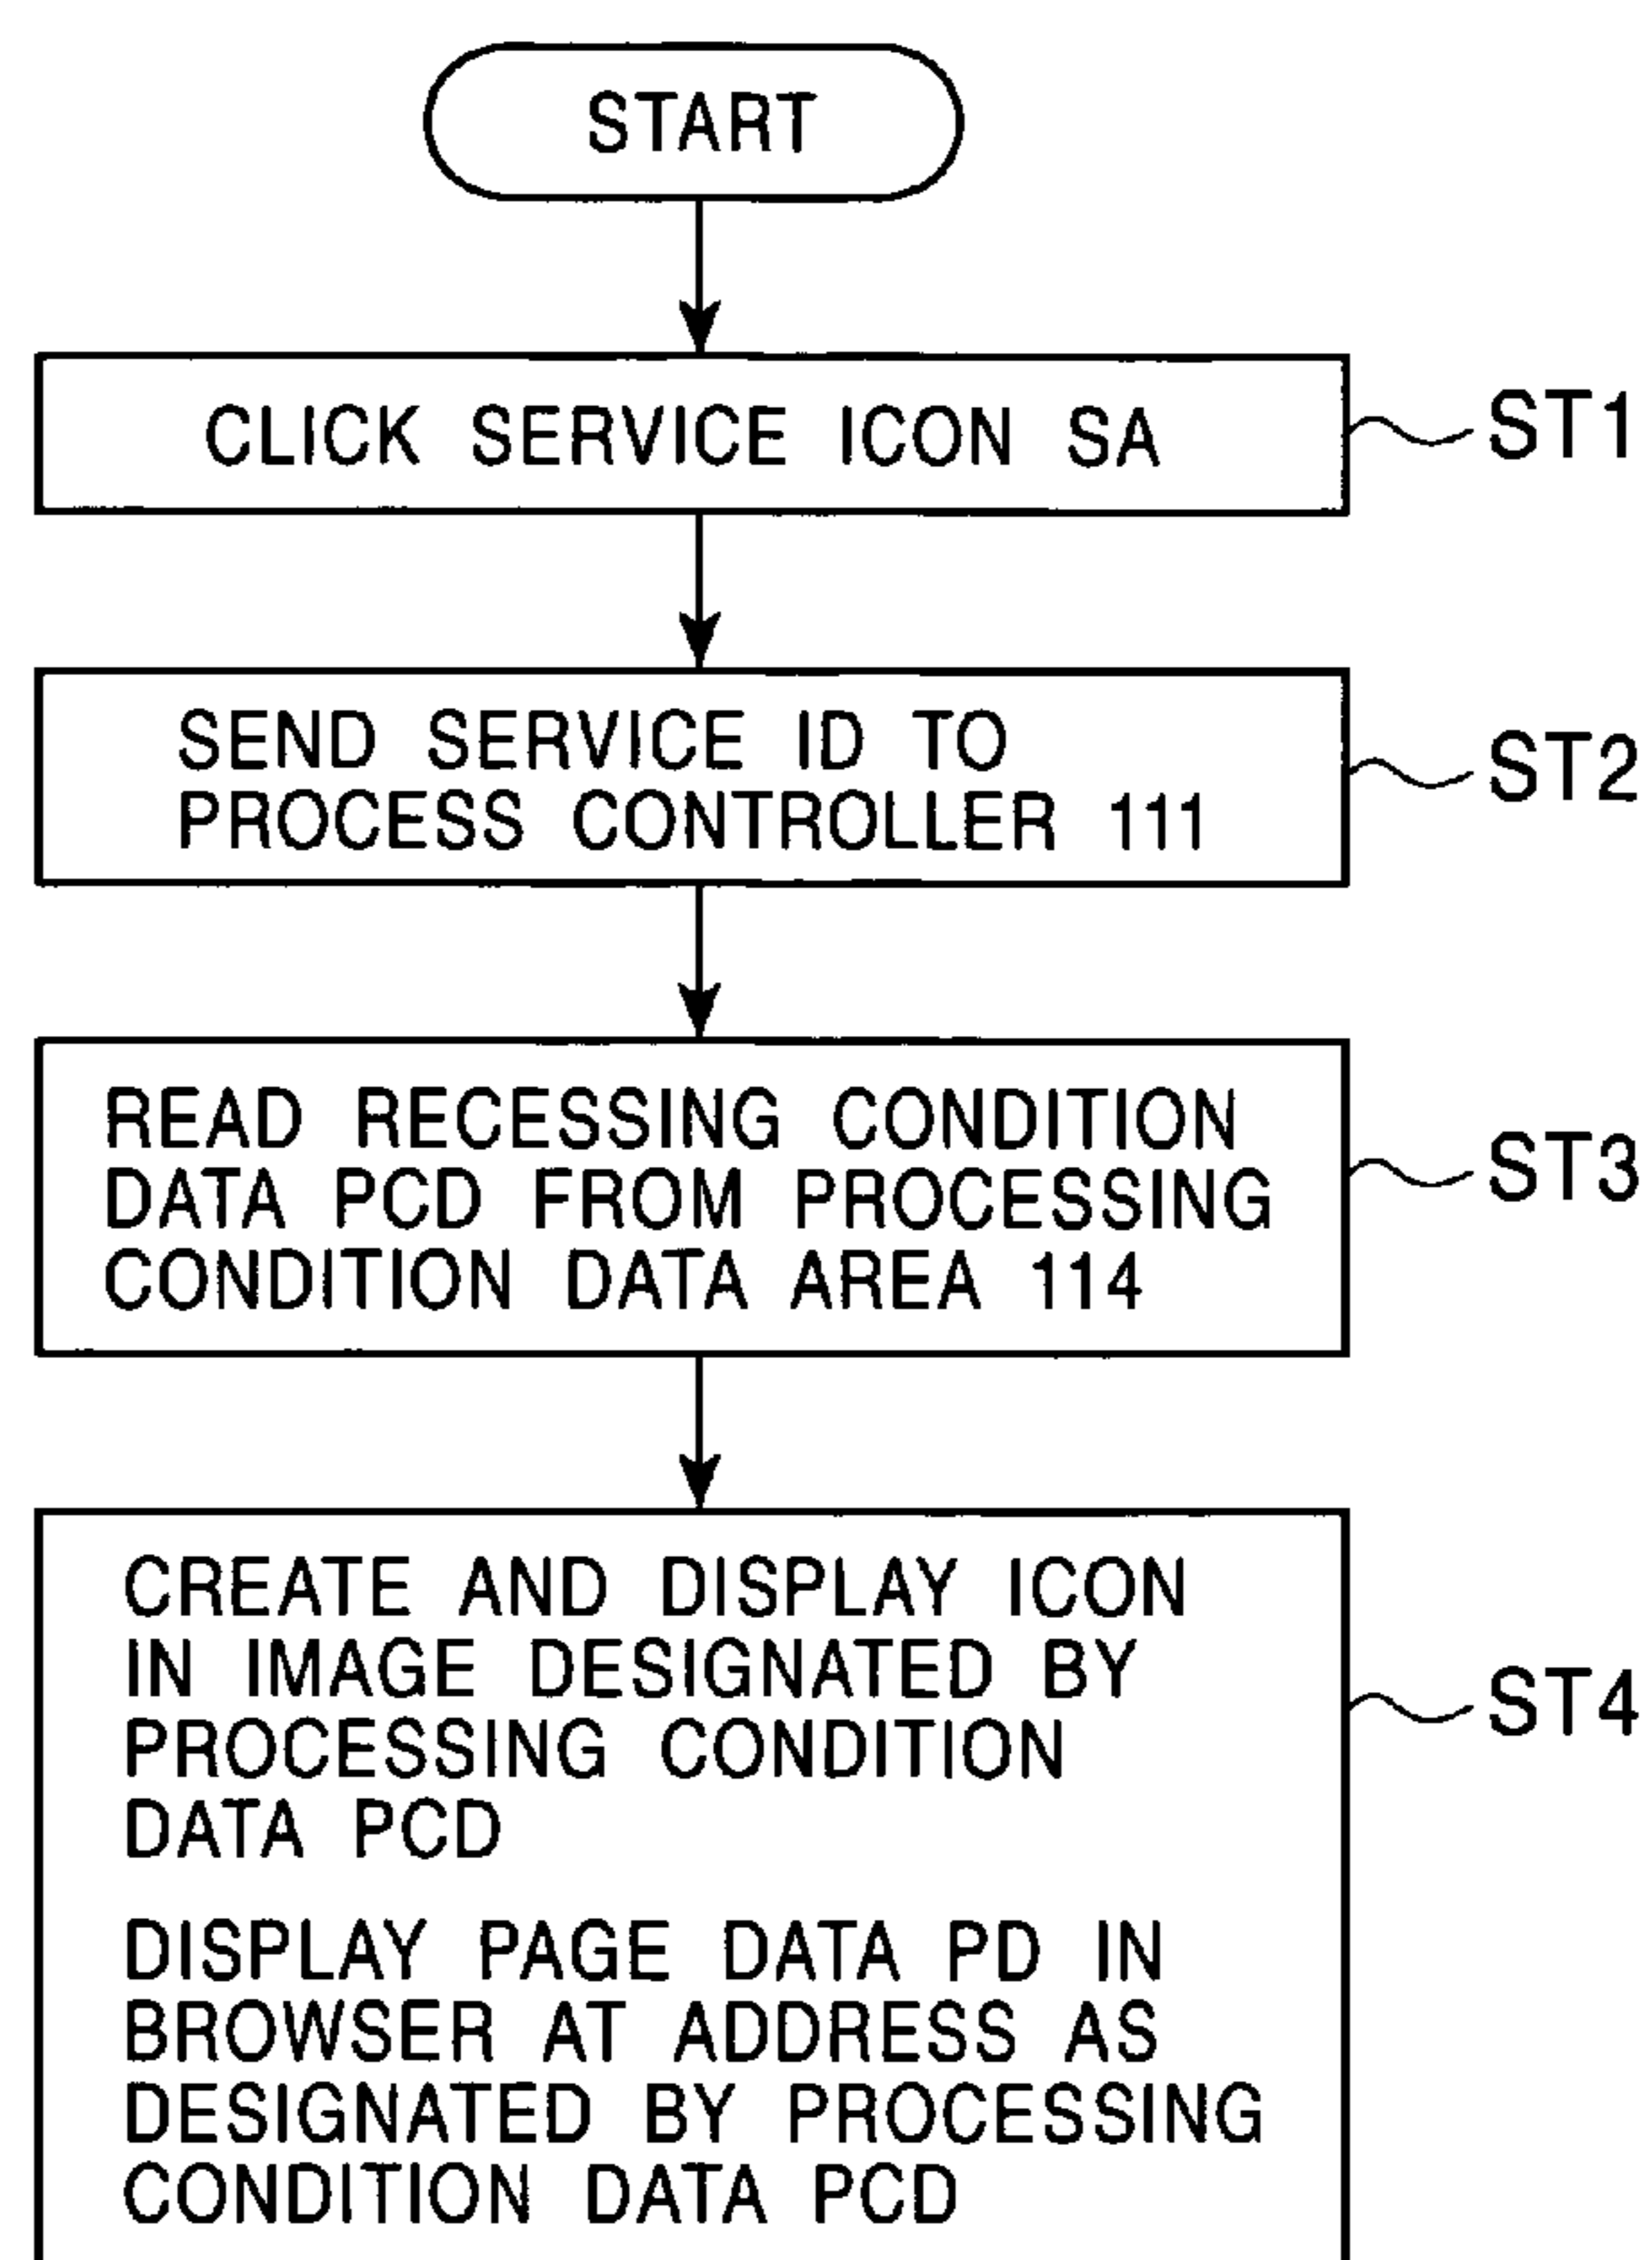 START
CLICK SERVICE ICON SA
ST1
SEND SERVICE ID TO
PROCESS CONTROLLER 111
ST2
READ RECESSING CONDITION
DATA PCD FROM PROCESSING
CONDITION DATA AREA 114
ST3
CREATE AND DISPLAY ICON
IN IMAGE DESIGNATED BY
PROCESSING CONDITION
DATA PCD
DISPLAY PAGE DATA PD IN
BROWSER AT ADDRESS AS
DESIGNATED BY PROCESSING
CONDITION DATA PCD
ST4